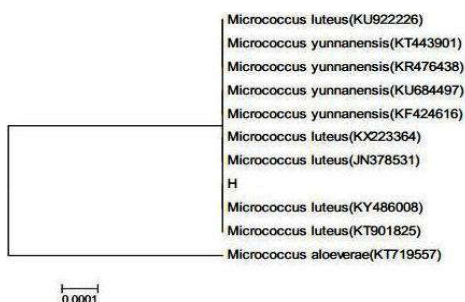 Micrococcus luteus(KU922226)
Micrococcus yunnanensis(KT443901)
Micrococcus yunnanensis(KR476438)
Micrococcus yunnanensis(KU684497)
Micrococcus yunnanensis(KF424616)
Micrococcus luteus(KX223364)
Micrococcus luteus(JN378531)
H
Micrococcus luteus(KY486008)
Micrococcus luteus(KT901825)
Micrococcus aloeverae(KT719557)
0.0001